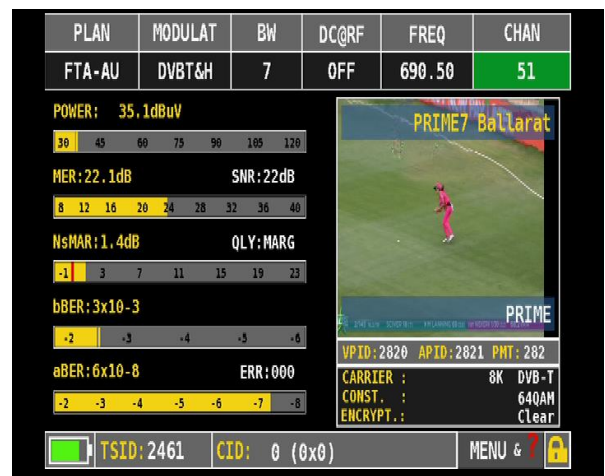 PLAN MODULAT BW DC@RF FREQ CHAN
FTA-AU DVBT&H 7 OFF 690.50 51
POWER: 35.1dBuV
30 45 60 75 90 105 120
MER:22.1dB SNR:22dB
8 12 16 20 24 28 32 36 40
NsMAR:1.4dB QLY:MARG
-1 3 7 11 15 19 23
bBER:3x10-3
-2 -3 -4 -5 -6
aBER:6x10-8 ERR:000
-2 -3 -4 -5 -6 -7 -8
PRIME7 Ballarat
PRIME
VPID:2820 APID:2821 PMT:282
CARRIER : 8K DVB-T
CONST. : 64QAM
ENCRYPT.: Clear
TSID:2461 CID: 0 (0x0) MENU & ?